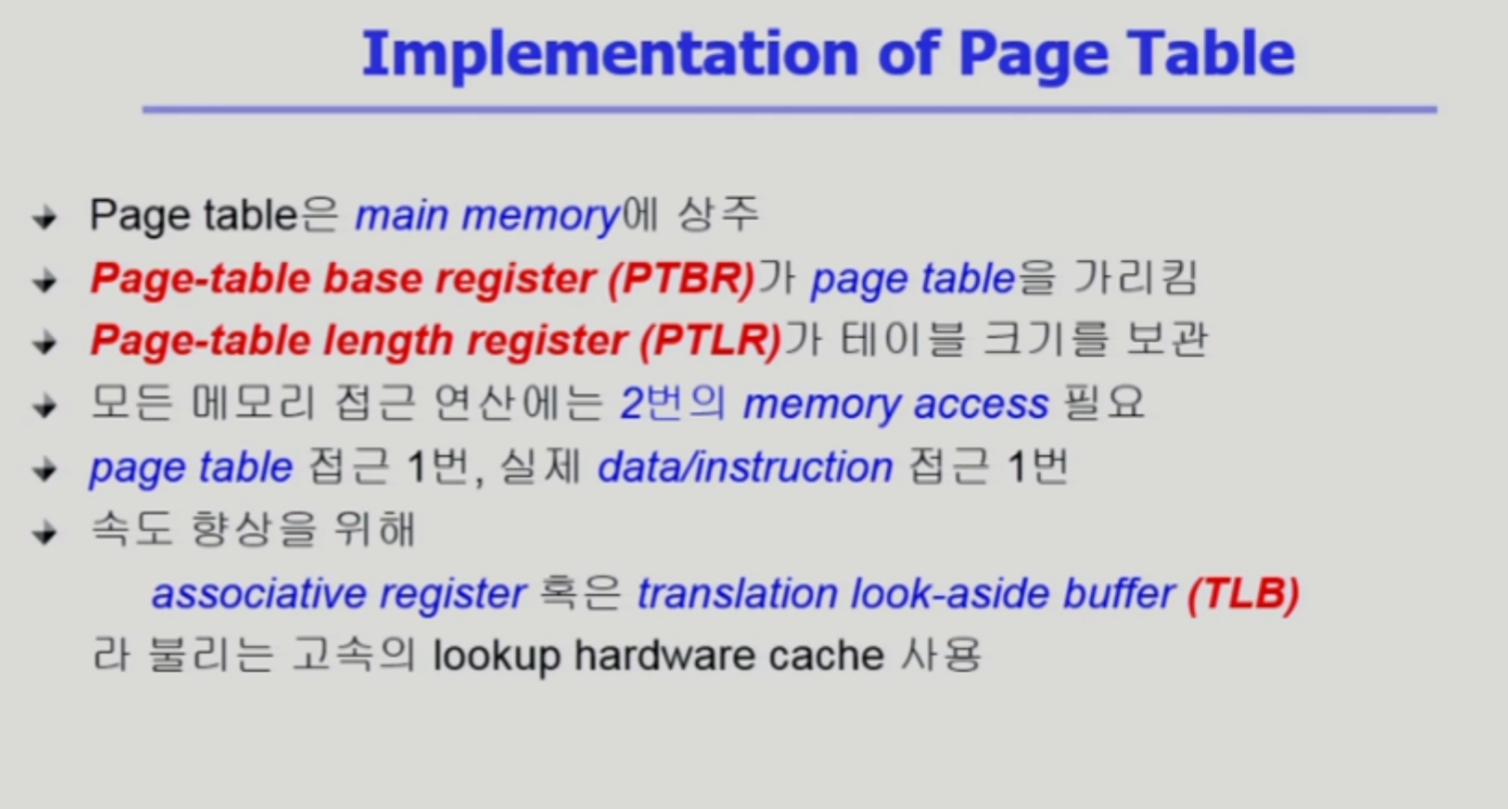 Implementation of Page Table
Page table은 main memory에 상주
Page-table base register (PTBR)가 page table을 가리킴
Page-table length register (PTLR)가 테이블 크기를 보관
모든 메모리 접근 연산에는 2번의 memory access 필요
page table 접근 1번, 실제 data/instruction 접근 1번
속도 향상을 위해
associative register 혹은 translation look-aside buffer (TLB)
라 불리는 고속의 lookup hardware cache 사용